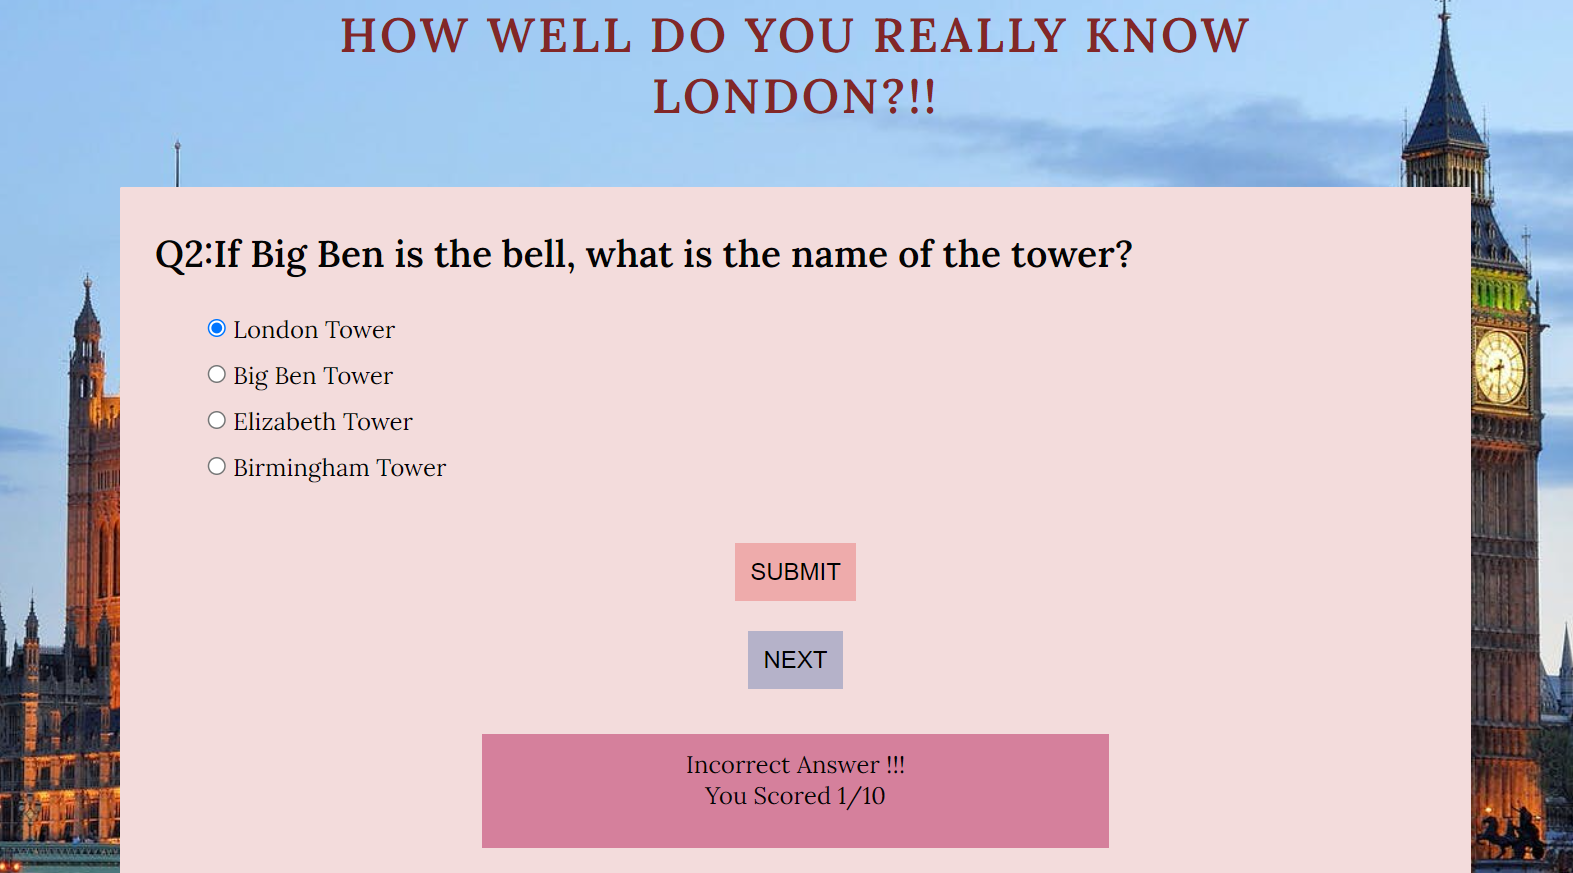 HOW WELL DO YOU REALLY KNOW
LONDON?!!
Q2:If Big Ben is the bell, what is the name of the tower?
London Tower
Big Ben Tower
Elizabeth Tower
Birmingham Tower
SUBMIT
NEXT
Incorrect Answer !!!
You Scored 1/10